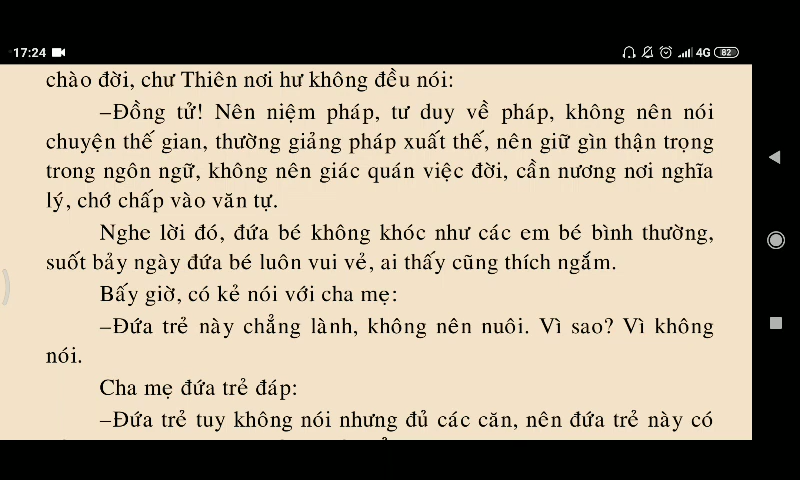 17:24
4G 82
chào đời, chư Thiên nơi hư không đều nói:
–Đồng tử! Nên niệm pháp, tư duy về pháp, không nên nói
chuyện thế gian, thường giảng pháp xuất thế, nên giữ gìn thận trọng
trong ngôn ngữ, không nên giác quán việc đời, cần nương nơi nghĩa
lý, chớ chấp vào văn tự.
Nghe lời đó, đứa bé không khóc như các em bé bình thường,
suốt bảy ngày đứa bé luôn vui vẻ, ai thấy cũng thích ngắm.
Bấy giờ, có kẻ nói với cha mẹ:
–Đứa trẻ này chẳng lành, không nên nuôi. Vì sao? Vì không
nói.
Cha mẹ đứa trẻ đáp:
–Đứa trẻ tuy không nói nhưng đủ các căn, nên đứa trẻ này có